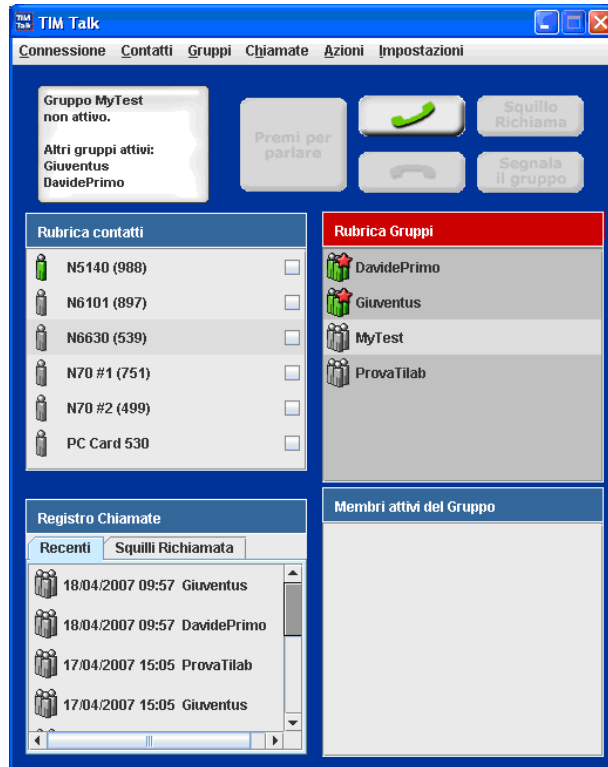 TIM Talk
TIM Talk
Connessione Contatti Gruppi Chiamate Azioni Impostazioni
Gruppo MyTest
non attivo.
Altri gruppi attivi:
Giuventus
DavidePrimo
Premi per
parlare
Squillo
Richiama
Segnala
il gruppo
Rubrica contatti
N5140 (988)
N6101 (897)
N6630 (539)
N70 #1 (751)
N70 #2 (499)
PC Card 530
Rubrica Gruppi
DavidePrimo
Giuventus
MyTest
ProvaTilab
Registro Chiamate
Recenti Squilli Richiamata
18/04/2007 09:57 Giuventus
18/04/2007 09:57 DavidePrimo
17/04/2007 15:05 ProvaTilab
17/04/2007 15:05 Giuventus
Membri attivi del Gruppo